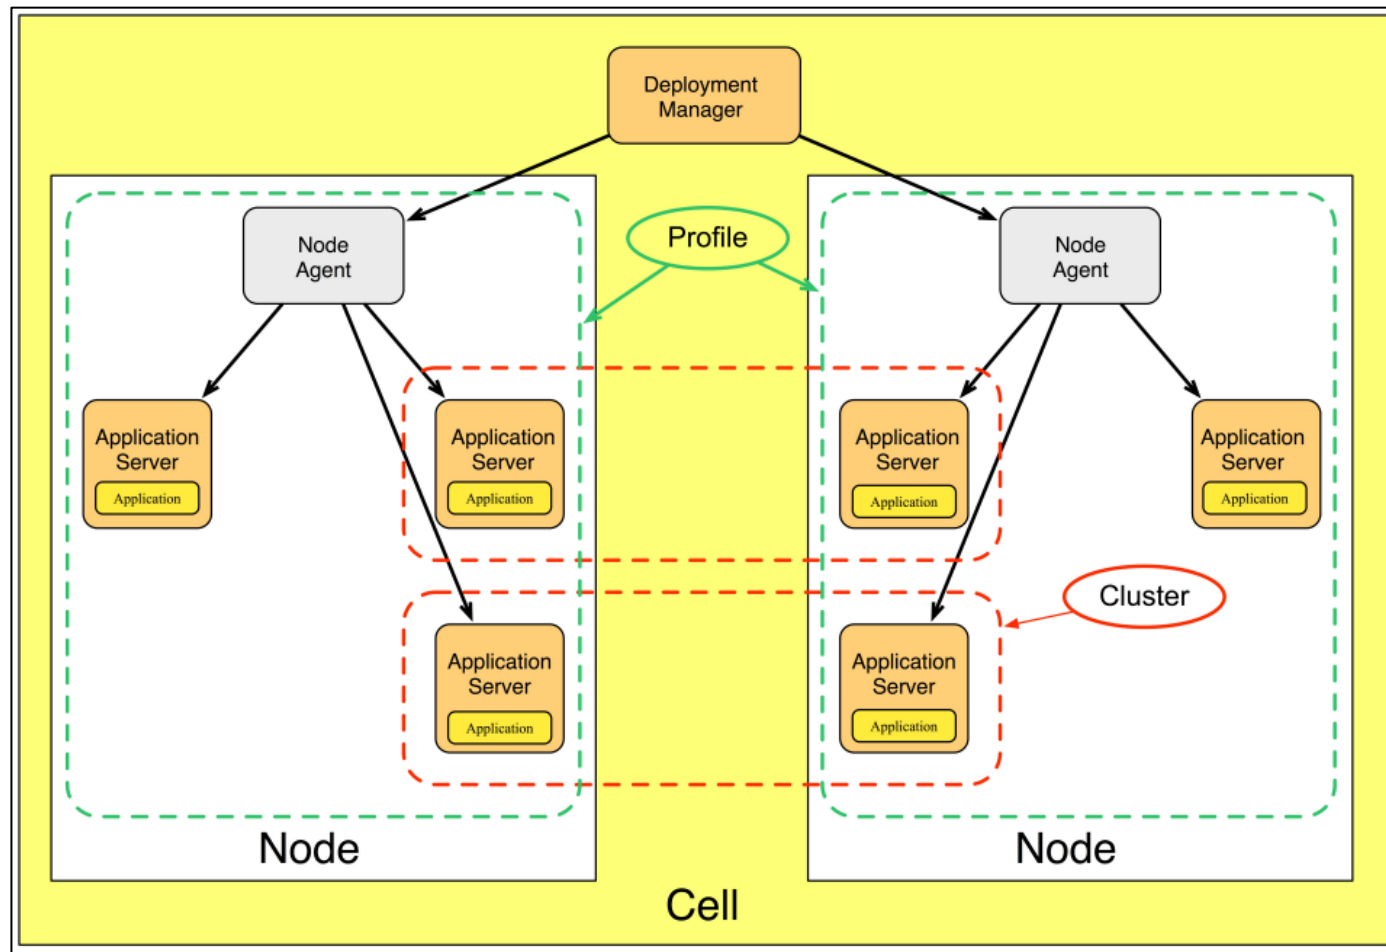 Deployment
Manager
Node
Agent
Profile
Node
Agent
Application
Server
Application
Application
Server
Application
Application
Server
Application
Application
Server
Application
Cluster
Application
Server
Application
Application
Server
Application
Node
Node
Cell